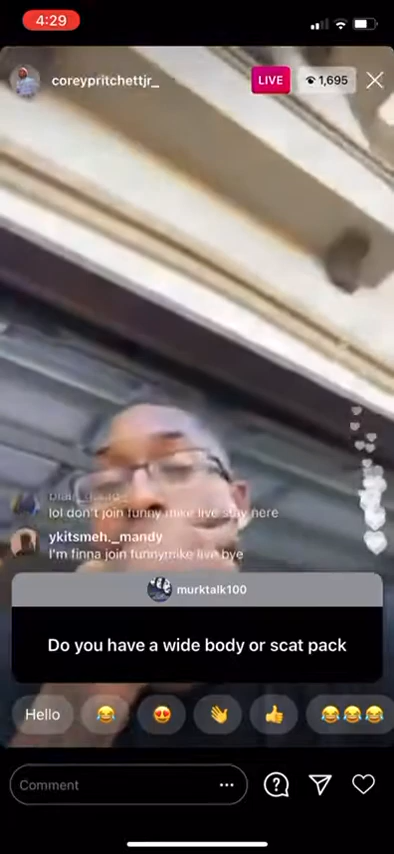 4:29
coreypritchettjr_
LIVE
1,695
lol don't join funny mike live stay here
ykitsmeh._mandy
I'm finna join funnymike live bye
murktalk100
Do you have a wide body or scat pack
Hello
Comment